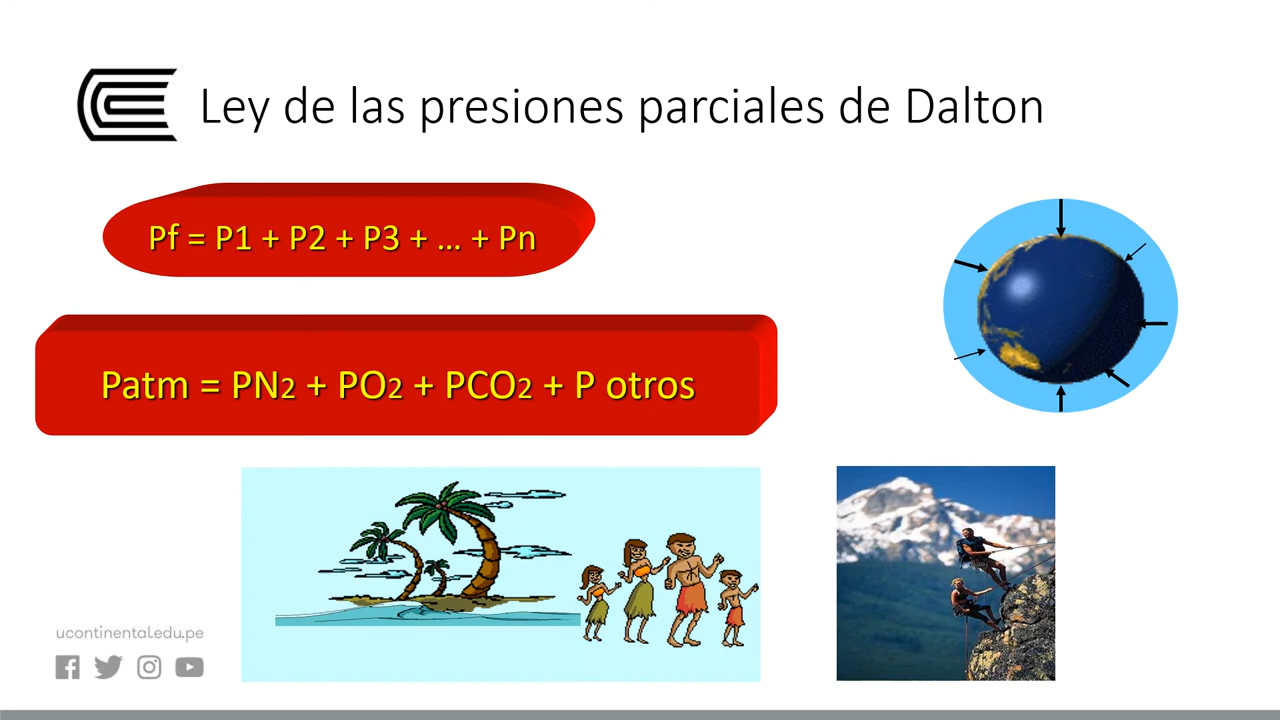 Ley de las presiones parciales de Dalton
Pf = P1 + P2 + P3 + ... + Pn
Patm = PN2 + PO2 + PCO2 + P otros
ucontinental.edu.pe